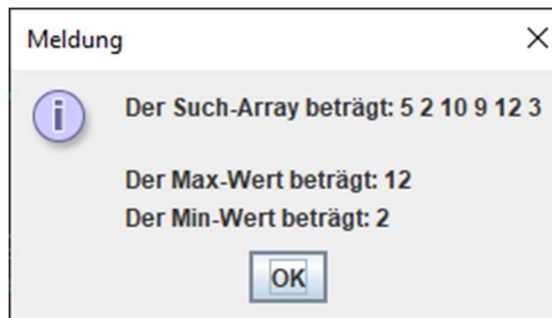 Meldung
Der Such-Array beträgt: 5 2 10 9 12 3
Der Max-Wert beträgt: 12
Der Min-Wert beträgt: 2
OK